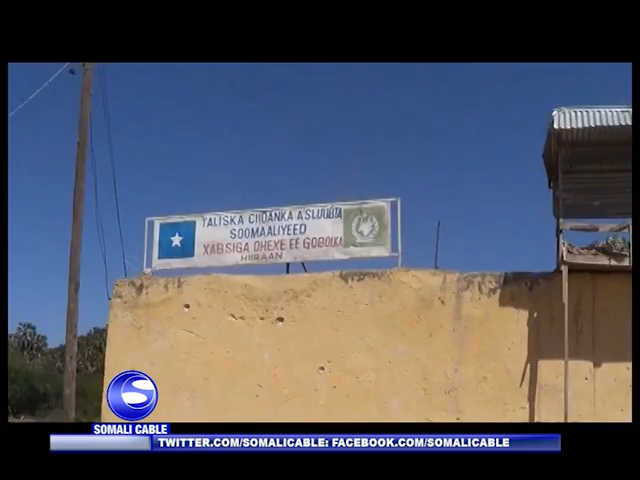 TALISKA CIIDANKA ASLUUBTA
SOOMAALIYEED
XABSIGA DHEXE EE GOBOLKA
HIIRAAN
SOMALI CABLE
TWITTER.COM/SOMALICABLE: FACEBOOK.COM/SOMALICABLE